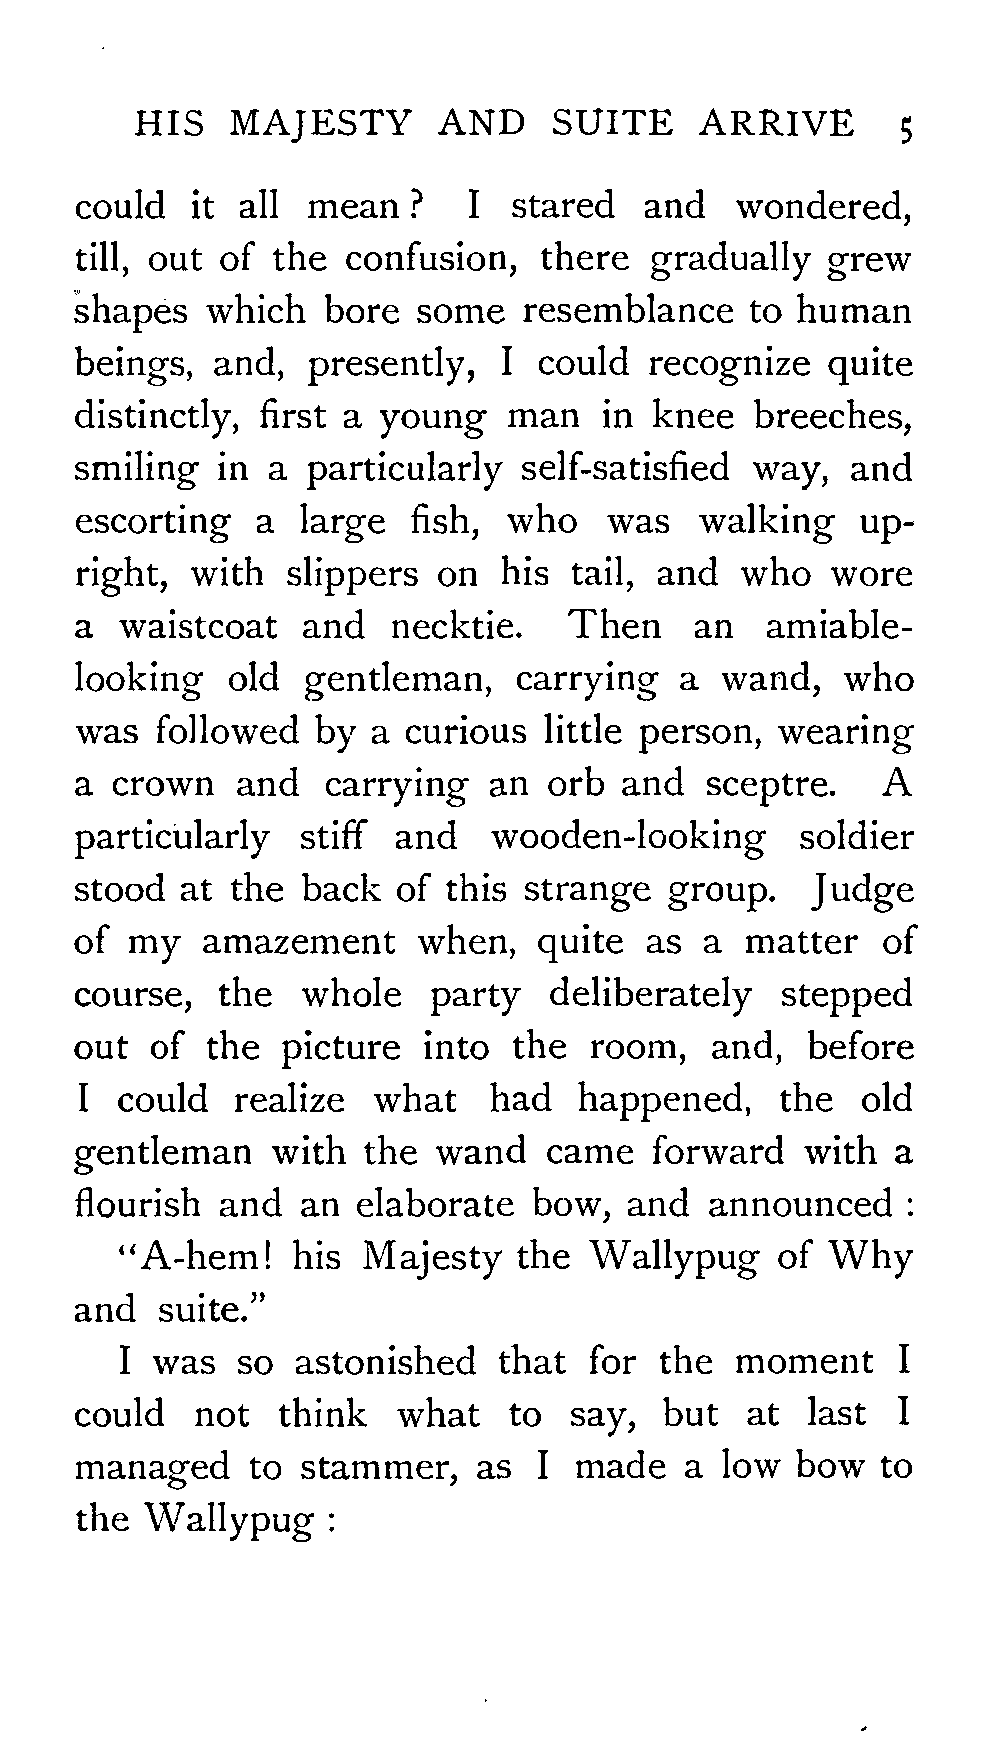 HIS MAJESTY AND SUITE ARRIVE 5
could it all mean? I stared and wondered,
till, out of the confusion, there gradually grew
shapes which bore some resemblance to human
beings, and, presently, I could recognize quite
distinctly, first a young man in knee breeches,
smiling in a particularly self-satisfied way, and
escorting a large fish, who was walking up-
right, with slippers on his tail, and who wore
a waistcoat and necktie. Then an amiable-
looking old gentleman, carrying a wand, who
was followed by a curious little person, wearing
a crown and carrying an orb and sceptre. A
particularly stiff and wooden-looking soldier
stood at the back of this strange group. Judge
of my amazement when, quite as a matter of
course, the whole party deliberately stepped
out of the picture into the room, and, before
I could realize what had happened, the old
gentleman with the wand came forward with a
flourish and an elaborate bow, and announced :
"A-hem! his Majesty the Wallypug of Why
and suite."
I was so astonished that for the moment I
could not think what to say, but at last I
managed to stammer, as I made a low bow to
the Wallypug :